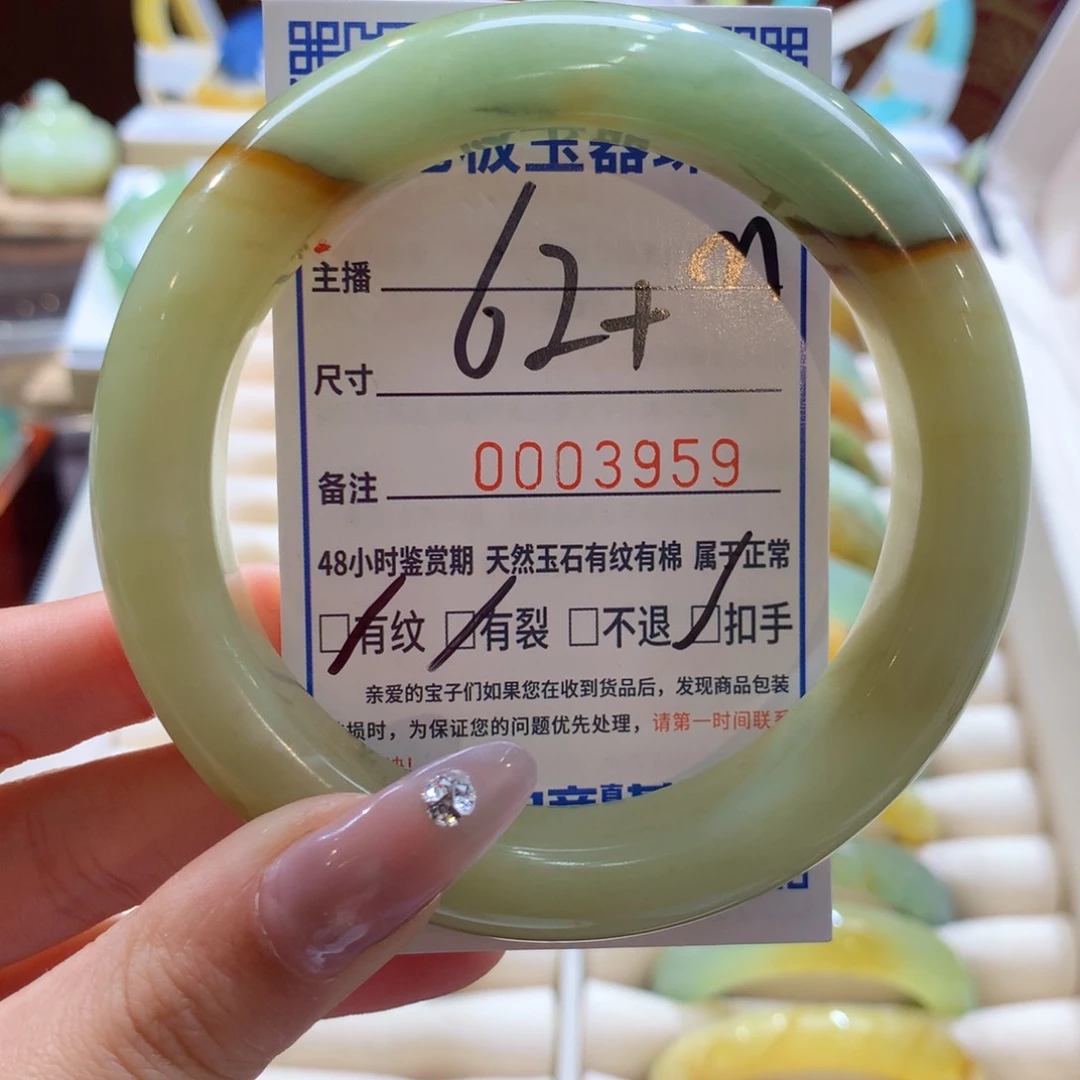 玉器
主播
62+
尺寸
备注 0003959
48小时鉴赏期 天然玉石有纹有棉 属于正常
□有纹 □有裂 □不退 □扣手
亲爱的宝子们如果您在收到货品后，发现商品包装
损时，为保证您的问题优先处理，请第一时间联系